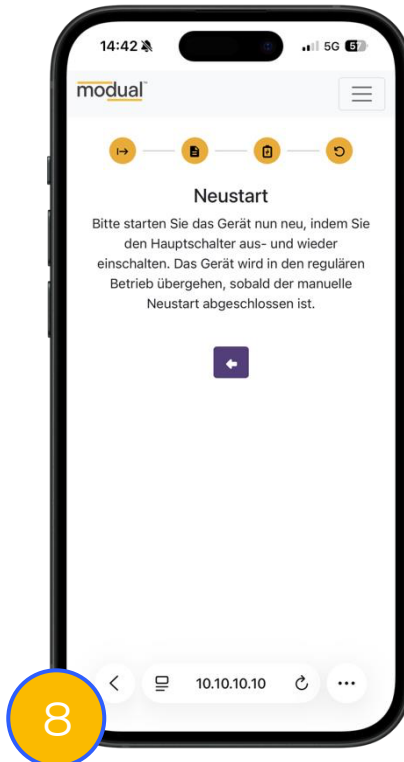 14:42
5G 57
modual™
Neustart
Bitte starten Sie das Gerät nun neu, indem Sie
den Hauptschalter aus- und wieder
einschalten. Das Gerät wird in den regulären
Betrieb übergehen, sobald der manuelle
Neustart abgeschlossen ist.
10.10.10.10
8